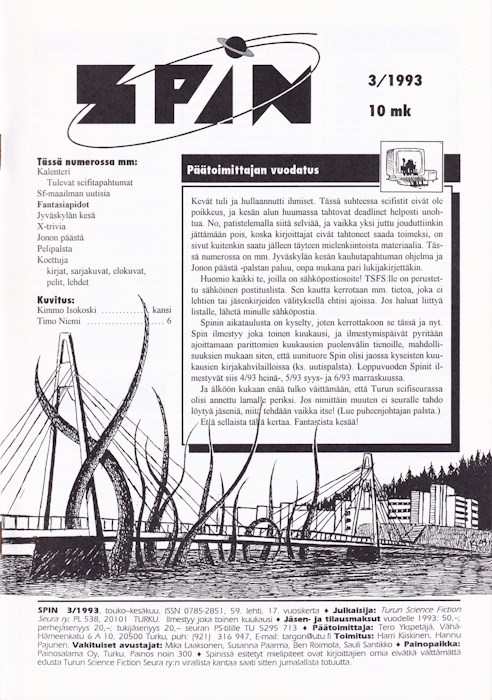 SPIN
3/1993
10 mk
Tässä numerossa mm:
Kalenteri
Tulevat scifitapahtumat
Sf-maailman uutisia
Fantasiapidot
Jyväskylän kesä
X-trivia
Jonon päästä
Pelipalsta
Koettuja
kirjat, sarjakuvat, elokuvat,
pelit, lehdet
Kuvitus:
Kimmo Isokoski .............. kansi
Timo Niemi ..................... 6
Päätoimittajan vuodatus
Kevät tuli ja hullaannutti ihmiset. Tässä suhteessa scifistit eivät ole
poikkeus, ja kesän alun huumassa tahtovat deadlinet helposti unoh-
tua. No, patistelemalla siitä selviää, ja vaikka yksi juttu jouduttiinkin
jättämään pois, koska kirjoittajat eivät tahtoneet saada toimeksi, on
sivut kuitenkin saatu jälleen täyteen mielenkiintoista materiaalia. Täs-
sä numerossa on mm. Jyväskylän kesän kauhutapahtuman ohjelma ja
Jonon päästä -palstan paluu, onpa mukana pari lukijakirjettäkin.
Huomio kaikki te, joilla on sähköpostiosoite! TSFS:lle on perustet-
tu sähköinen postituslista. Sen kautta kerrotaan mm. tietoa, joka ei
lehtien tai jäsenkirjeiden välityksellä ehtisi ajoissa. Jos haluat liittyä
listalle, lähetä minulle sähköpostia.
Spinin aikataulusta on kyselty, joten kerrottakoon se tässä ja nyt.
Spin ilmestyy joka toinen kuukausi, ja ilmestymispäivät pyritään
ajoittamaan parittomien kuukausien puolenvälin tienoille, mahdolli-
suuksien mukaan siten, että uunituore Spin olisi jaossa kyseisten kuu-
kausien kirjakahvilailloissa (ks. uutispalsta). Loppuvuoden Spinit il-
mestyvät siis 4/93 heinä-, 5/93 syys- ja 6/93 marraskuussa.
Ja älköön kukaan enää tulko väittämään, että Turun scifiseurassa
olisi annettu lamalle periksi. Jos nimittäin muuten ei seuralle tahdo
löytyä jäseniä, niitä tehdään vaikka itse! (Lue puheenjohtajan palsta.)
Että sellaista tällä kertaa. Fantastista kesää!
SPIN 3/1993, touko-kesäkuu, ISSN 0785-2851, 59. lehti, 17. vuosikerta ♦ Julkaisija: Turun Science Fiction
Seura ry, PL 538, 20101 TURKU. Ilmestyy joka toinen kuukausi ♦ Jäsen- ja tilausmaksut vuodelle 1993: 50,–;
perhejäsenyys 20,–; tukijäsenyys 20,– seuran PS-tilille TU 5295 713 ♦ Päätoimittaja: Tero Ykspetäjä, Vähä-
Hämeenkatu 6 A 10, 20500 Turku, puh: (921) 316 947, E-mail: targon@utu.fi Toimitus: Harri Kiiskinen, Hannu
Pajunen. Vakituiset avustajat: Mika Laaksonen, Susanna Paarma, Ben Roimola, Sauli Santikko ♦ Painopaikka:
Painosalama Oy, Turku. Painos noin 300 ♦ Spinissä esitetyt mielipiteet ovat kirjoittajien omia eivätkä välttämättä
edusta Turun Science Fiction Seura ry:n virallista kantaa saati sitten jumalallista totuutta.